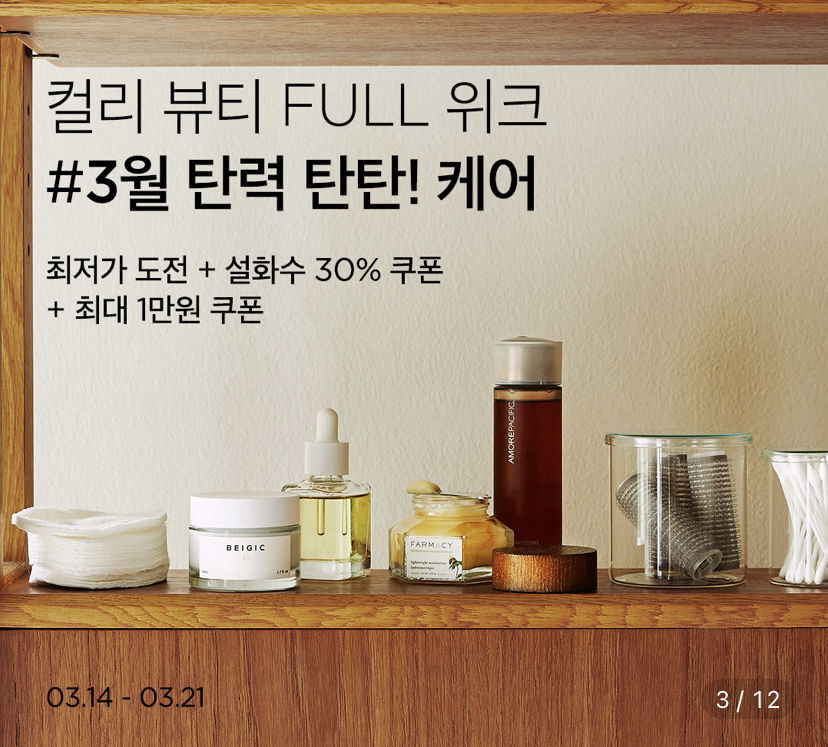 컬리 뷰티 FULL 위크
#3월 탄력 탄탄! 케어
최저가 도전 + 설화수 30% 쿠폰
+ 최대 1만원 쿠폰
AMOREPACIFIC
BEIGIC
FARMACY
lightweight moisturizer
03.14 - 03.21
3 / 12